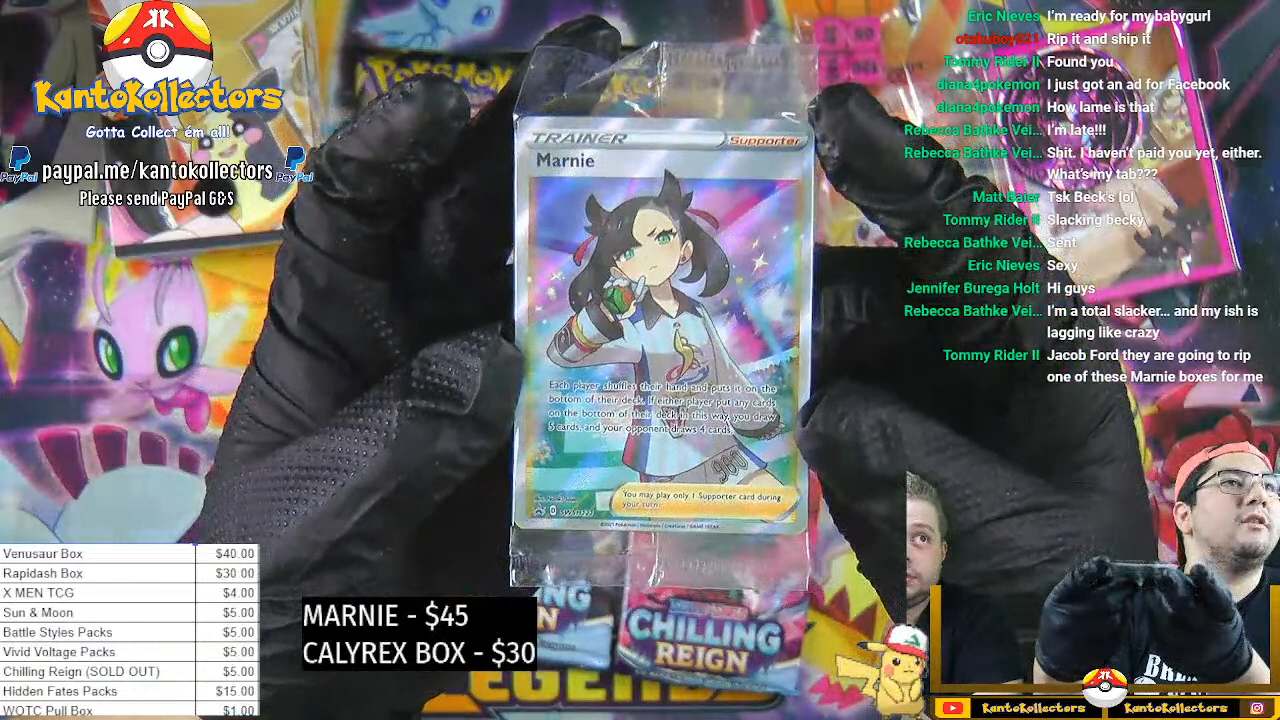 KantoKollectors
Gotta Collect ém all!
PayPal paypal.me/kantokollectors PayPal
Please send PayPal G&S
POKÉMON
TRAINER Supporter
Marnie
Each player shuffles their hand and puts it on the
bottom of their deck. If either player put any cards
on the bottom of their deck in this way, you draw
5 cards, and your opponent draws 4 cards.
You may play only 1 Supporter card during
your turn.
CHILLING
REIGN
Eric Nieves I'm ready for my babygurl
otakuboy921 Rip it and ship it
Tommy Rider II Found you
diana4pokemon I just got an ad for Facebook
diana4pokemon How lame is that
Rebecca Bathke Vei... I'm late!!!
Rebecca Bathke Vei... Shit. I haven't paid you yet, either.
What's my tab???
Matt Baier Tsk Beck's lol
Tommy Rider II Slacking becky
Rebecca Bathke Vei... Sent
Eric Nieves Sexy
Jennifer Burega Holt Hi guys
Rebecca Bathke Vei... I'm a total slacker... and my ish is
lagging like crazy
Tommy Rider II Jacob Ford they are going to rip
one of these Marnie boxes for me
Venusaur Box $40.00
Rapidash Box $30.00
X MEN TCG $4.00
Sun & Moon $5.00
Battle Styles Packs $5.00
Vivid Voltage Packs $5.00
Chilling Reign (SOLD OUT) $5.00
Hidden Fates Packs $15.00
WOTC Pull Box $1.00
MARNIE - $45
CALYREX BOX - $30
KantoKollectors KantoKollectors